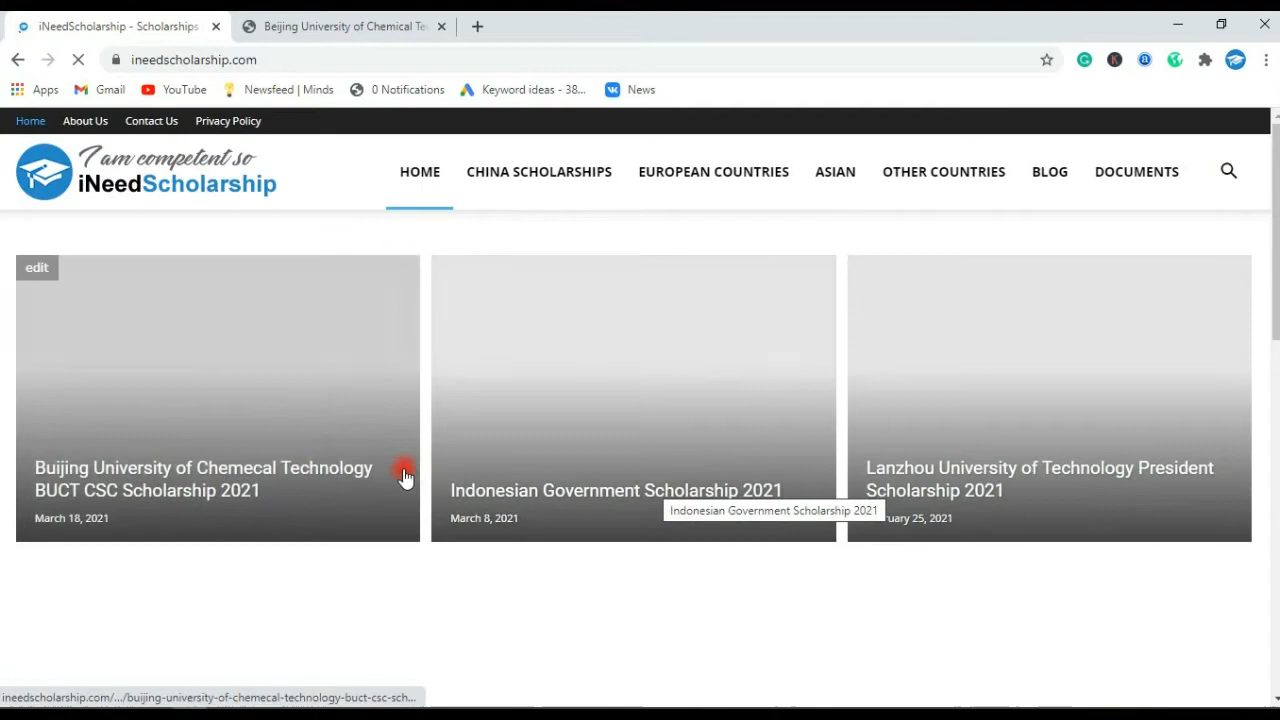 iNeedScholarship - Scholarships
Beijing University of Chemical Te
ineedscholarship.com
Apps Gmail YouTube Newsfeed | Minds 0 Notifications Keyword ideas - 38... News
Home About Us Contact Us Privacy Policy
I am competent so
iNeedScholarship
HOME CHINA SCHOLARSHIPS EUROPEAN COUNTRIES ASIAN OTHER COUNTRIES BLOG DOCUMENTS
edit
Buijing University of Chemecal Technology
BUCT CSC Scholarship 2021
March 18, 2021
Indonesian Government Scholarship 2021
March 8, 2021
Indonesian Government Scholarship 2021
Lanzhou University of Technology President
Scholarship 2021
ruary 25, 2021
ineedscholarship.com/.../buijing-university-of-chemecal-technology-buct-csc-sch...